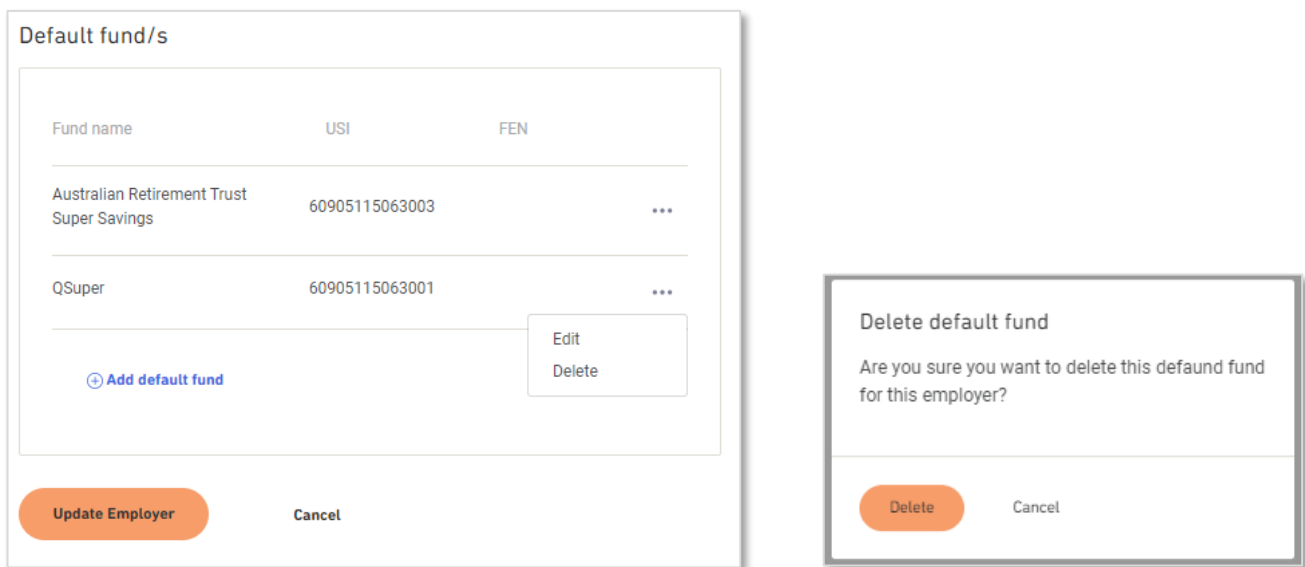 Default fund/s
Fund name USI FEN
Australian Retirement Trust
Super Savings
60905115063003
QSuper 60905115063001
Edit
Delete
Add default fund
Update Employer Cancel
Delete default fund
Are you sure you want to delete this defaund fund
for this employer?
Delete Cancel